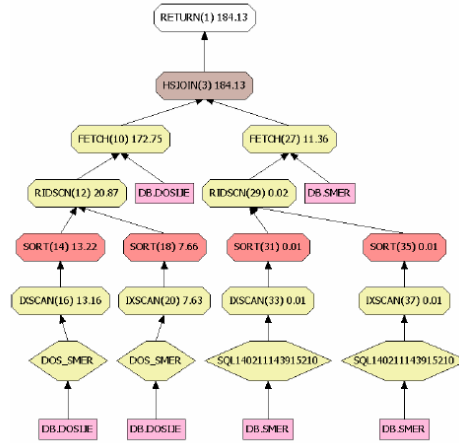 RETURN(1) 184.13
HSJOIN(3) 184.13
FETCH(10) 172.75
FETCH(27) 11.36
RIDSCN(12) 20.87
DB.DOSIJE
RIDSCN(29) 0.02
DB.SMER
SORT(14) 13.22
SORT(18) 7.66
SORT(31) 0.01
SORT(35) 0.01
IXSCAN(16) 13.16
IXSCAN(20) 7.63
IXSCAN(33) 0.01
IXSCAN(37) 0.01
DOS_SMER
DOS_SMER
SQL140211143915210
SQL140211143915210
DB.DOSIJE
DB.DOSIJE
DB.SMER
DB.SMER